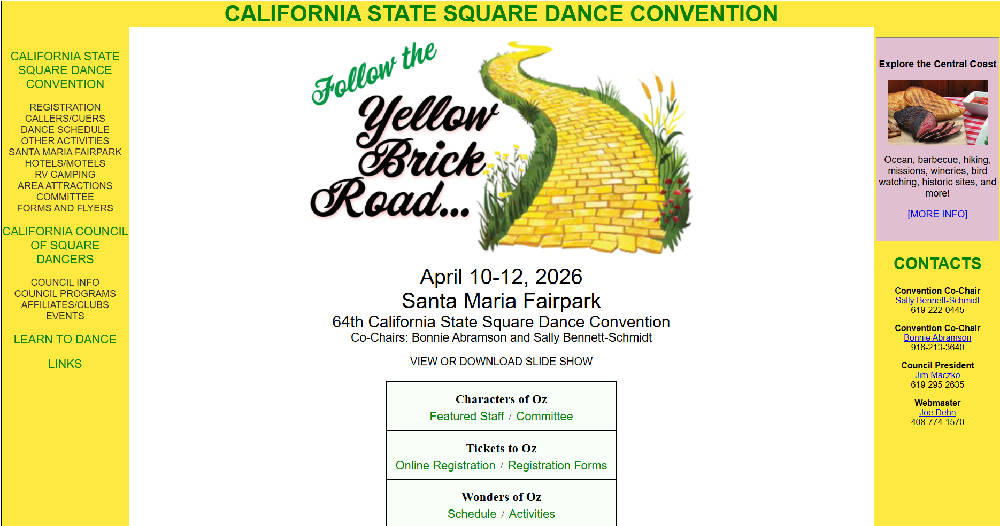 CALIFORNIA STATE SQUARE DANCE CONVENTION
CALIFORNIA STATE
SQUARE DANCE
CONVENTION
REGISTRATION
CALLERS/CUERS
DANCE SCHEDULE
OTHER ACTIVITIES
SANTA MARIA FAIRPARK
HOTELS/MOTELS
RV CAMPING
AREA ATTRACTIONS
COMMITTEE
FORMS AND FLYERS
CALIFORNIA COUNCIL
OF SQUARE
DANCERS
COUNCIL INFO
COUNCIL PROGRAMS
AFFILIATES/CLUBS
EVENTS
LEARN TO DANCE
LINKS
Follow the
Yellow
Brick
Road...
April 10-12, 2026
Santa Maria Fairpark
64th California State Square Dance Convention
Co-Chairs: Bonnie Abramson and Sally Bennett-Schmidt
VIEW OR DOWNLOAD SLIDE SHOW
Characters of Oz
Featured Staff / Committee
Tickets to Oz
Online Registration / Registration Forms
Wonders of Oz
Schedule / Activities
Explore the Central Coast
Ocean, barbecue, hiking,
missions, wineries, bird
watching, historic sites, and
more!
[MORE INFO]
CONTACTS
Convention Co-Chair
Sally Bennett-Schmidt
619-222-0445
Convention Co-Chair
Bonnie Abramson
916-213-3640
Council President
Jim Maczko
619-295-2635
Webmaster
Joe Dehn
408-774-1570